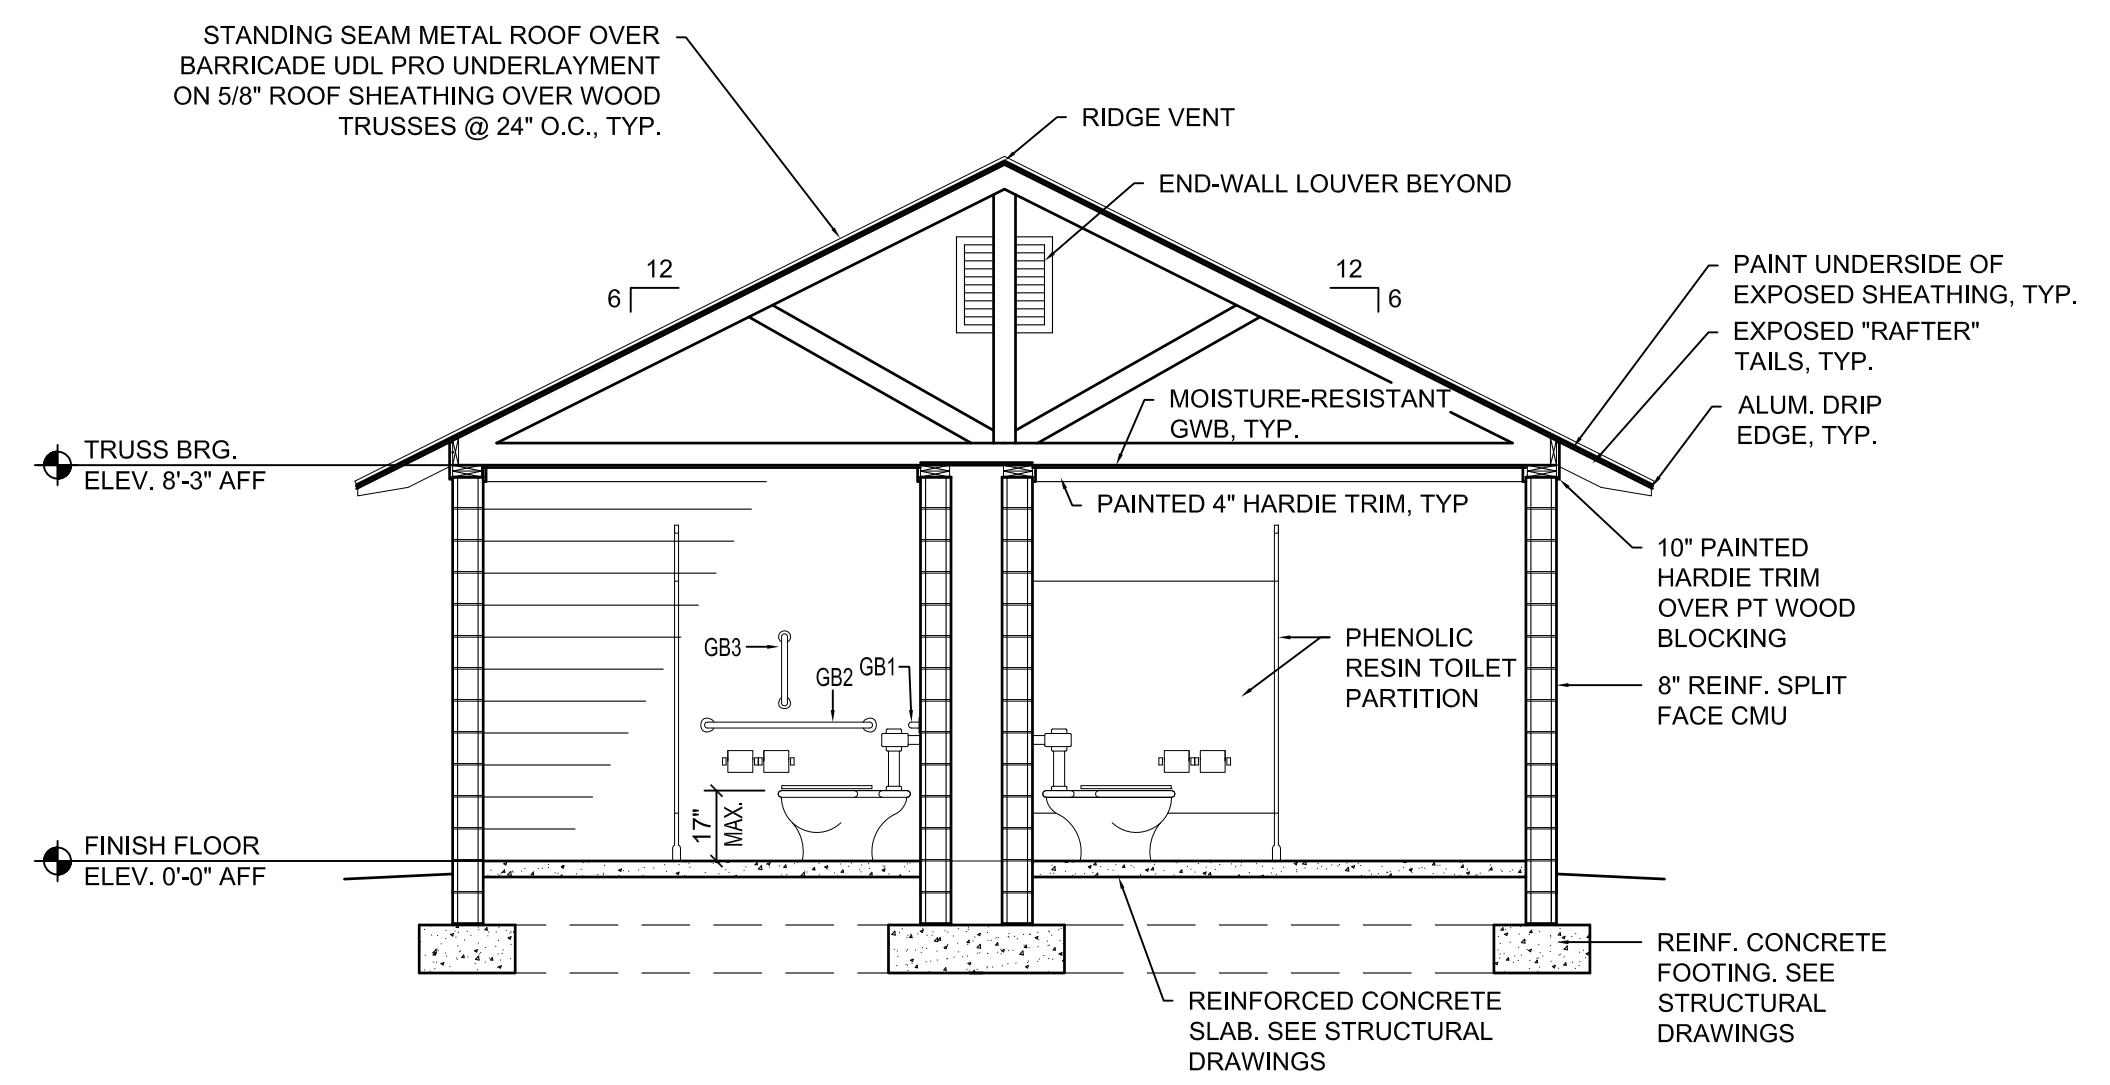 STANDING SEAM METAL ROOF OVER
BARRICADE UDL PRO UNDERLAYMENT
ON 5/8" ROOF SHEATHING OVER WOOD
TRUSSES @ 24" O.C., TYP.
RIDGE VENT
END-WALL LOUVER BEYOND
12
6
12
6
PAINT UNDERSIDE OF
EXPOSED SHEATHING, TYP.
EXPOSED "RAFTER"
TAILS, TYP.
ALUM. DRIP
EDGE, TYP.
MOISTURE-RESISTANT
GWB, TYP.
TRUSS BRG.
ELEV. 8'-3" AFF
PAINTED 4" HARDIE TRIM, TYP
10" PAINTED
HARDIE TRIM
OVER PT WOOD
BLOCKING
GB3
GB2
GB1
PHENOLIC
RESIN TOILET
PARTITION
8" REINF. SPLIT
FACE CMU
17"
MAX.
FINISH FLOOR
ELEV. 0'-0" AFF
REINF. CONCRETE
FOOTING. SEE
STRUCTURAL
DRAWINGS
REINFORCED CONCRETE
SLAB. SEE STRUCTURAL
DRAWINGS